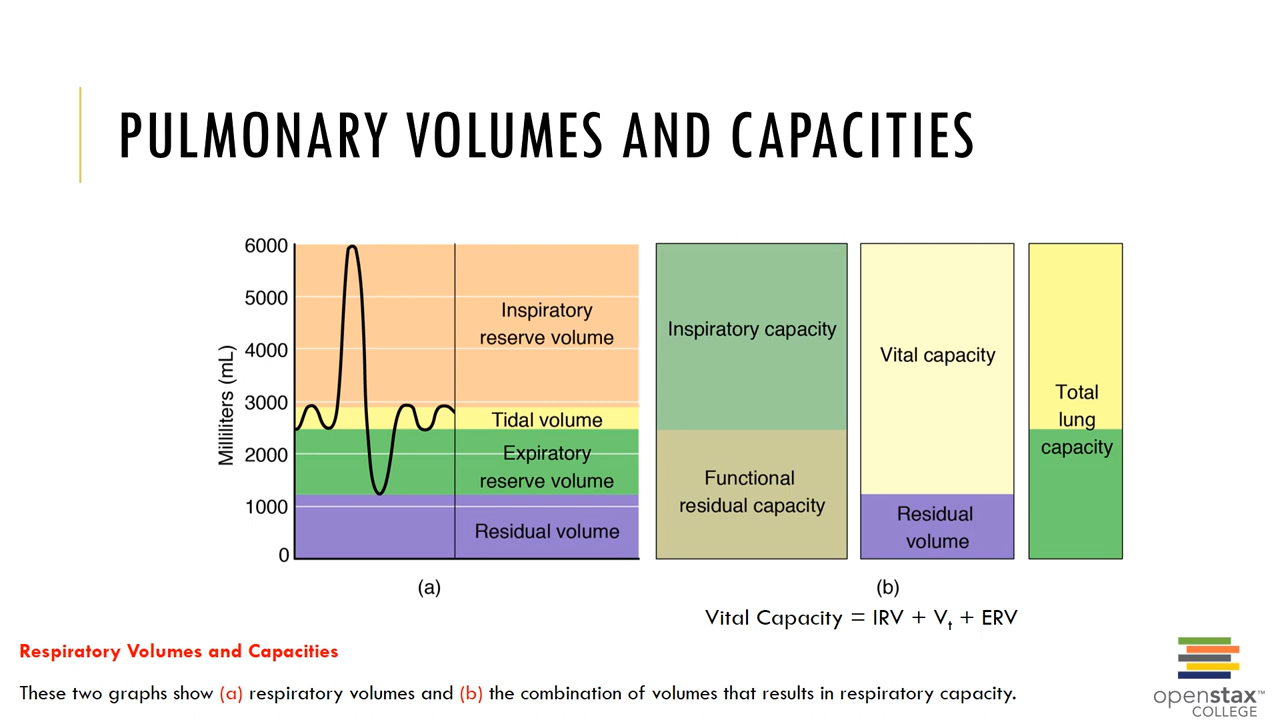 PULMONARY VOLUMES AND CAPACITIES
6000
5000
4000
3000
2000
1000
0
Milliliters (mL)
Inspiratory
reserve volume
Tidal volume
Expiratory
reserve volume
Residual volume
(a)
Inspiratory capacity
Functional
residual capacity
Vital capacity
Residual
volume
Total
lung
capacity
(b)
Vital Capacity = IRV + Vt + ERV
Respiratory Volumes and Capacities
These two graphs show (a) respiratory volumes and (b) the combination of volumes that results in respiratory capacity.
openstax™
COLLEGE